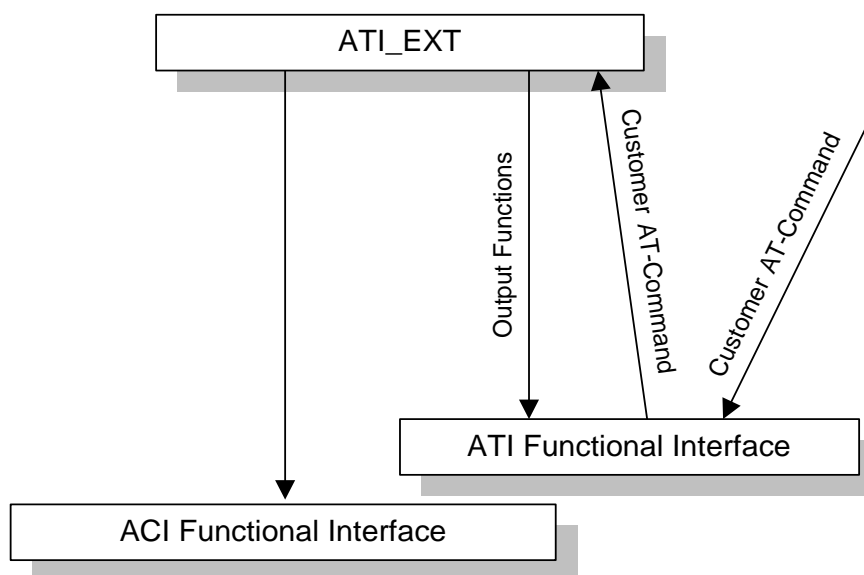 ATI_EXT
Output Functions
Customer AT-Command
Customer AT-Command
ATI Functional Interface
ACI Functional Interface